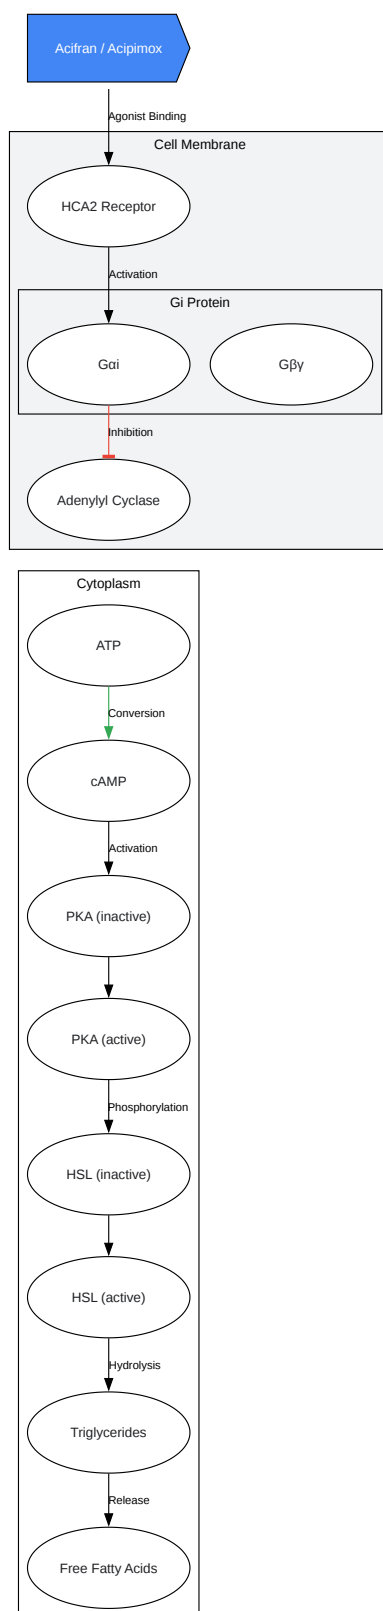 Acifran / Acipimox
Agonist Binding
Cell Membrane
HCA2 Receptor
Activation
Gi Protein
Gαi
Gβγ
Inhibition
Adenylyl Cyclase
Cytoplasm
ATP
Conversion
cAMP
Activation
PKA (inactive)
PKA (active)
Phosphorylation
HSL (inactive)
HSL (active)
Hydrolysis
Triglycerides
Release
Free Fatty Acids